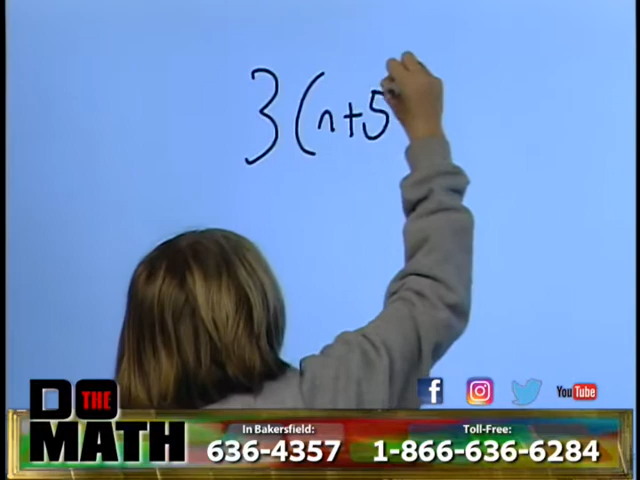 3(n+5
DO THE MATH
In Bakersfield:
636-4357
Toll-Free:
1-866-636-6284
f
YouTube